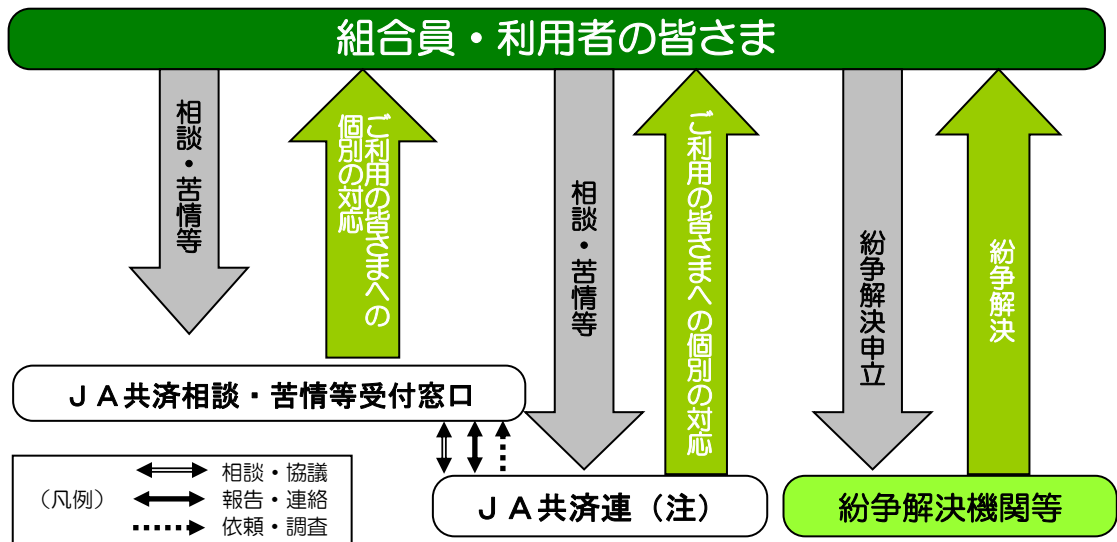 組合員・利用者の皆さま
相談・苦情等
ご利用の皆さまへの
個別の対応
相談・苦情等
ご利用の皆さまへの個別の対応
紛争解決申立
紛争解決
ＪＡ共済相談・苦情等受付窓口
（凡例）
相談・協議
報告・連絡
依頼・調査
ＪＡ共済連（注）
紛争解決機関等